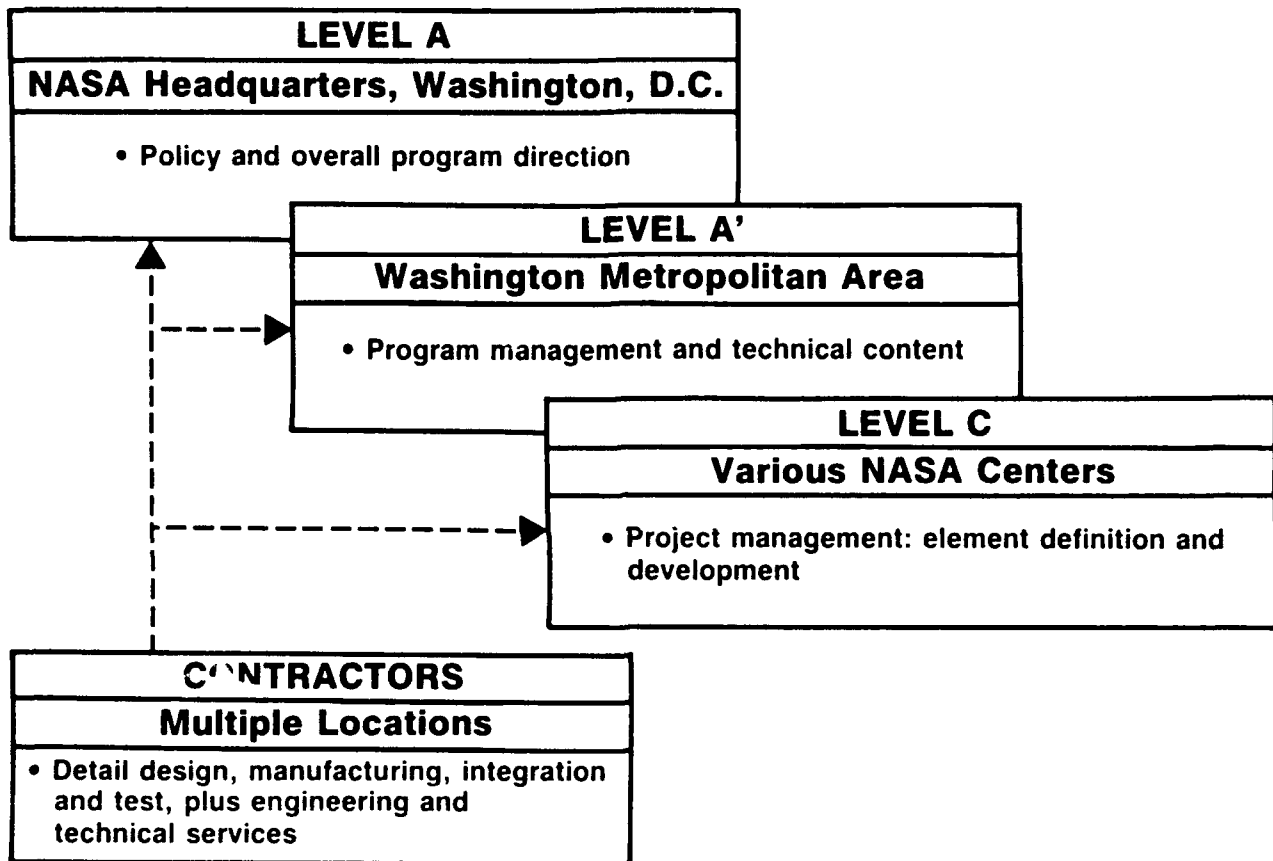 LEVEL A
NASA Headquarters, Washington, D.C.
• Policy and overall program direction
LEVEL A'
Washington Metropolitan Area
• Program management and technical content
LEVEL C
Various NASA Centers
• Project management: element definition and
development
CONTRACTORS
Multiple Locations
• Detail design, manufacturing, integration
and test, plus engineering and
technical services